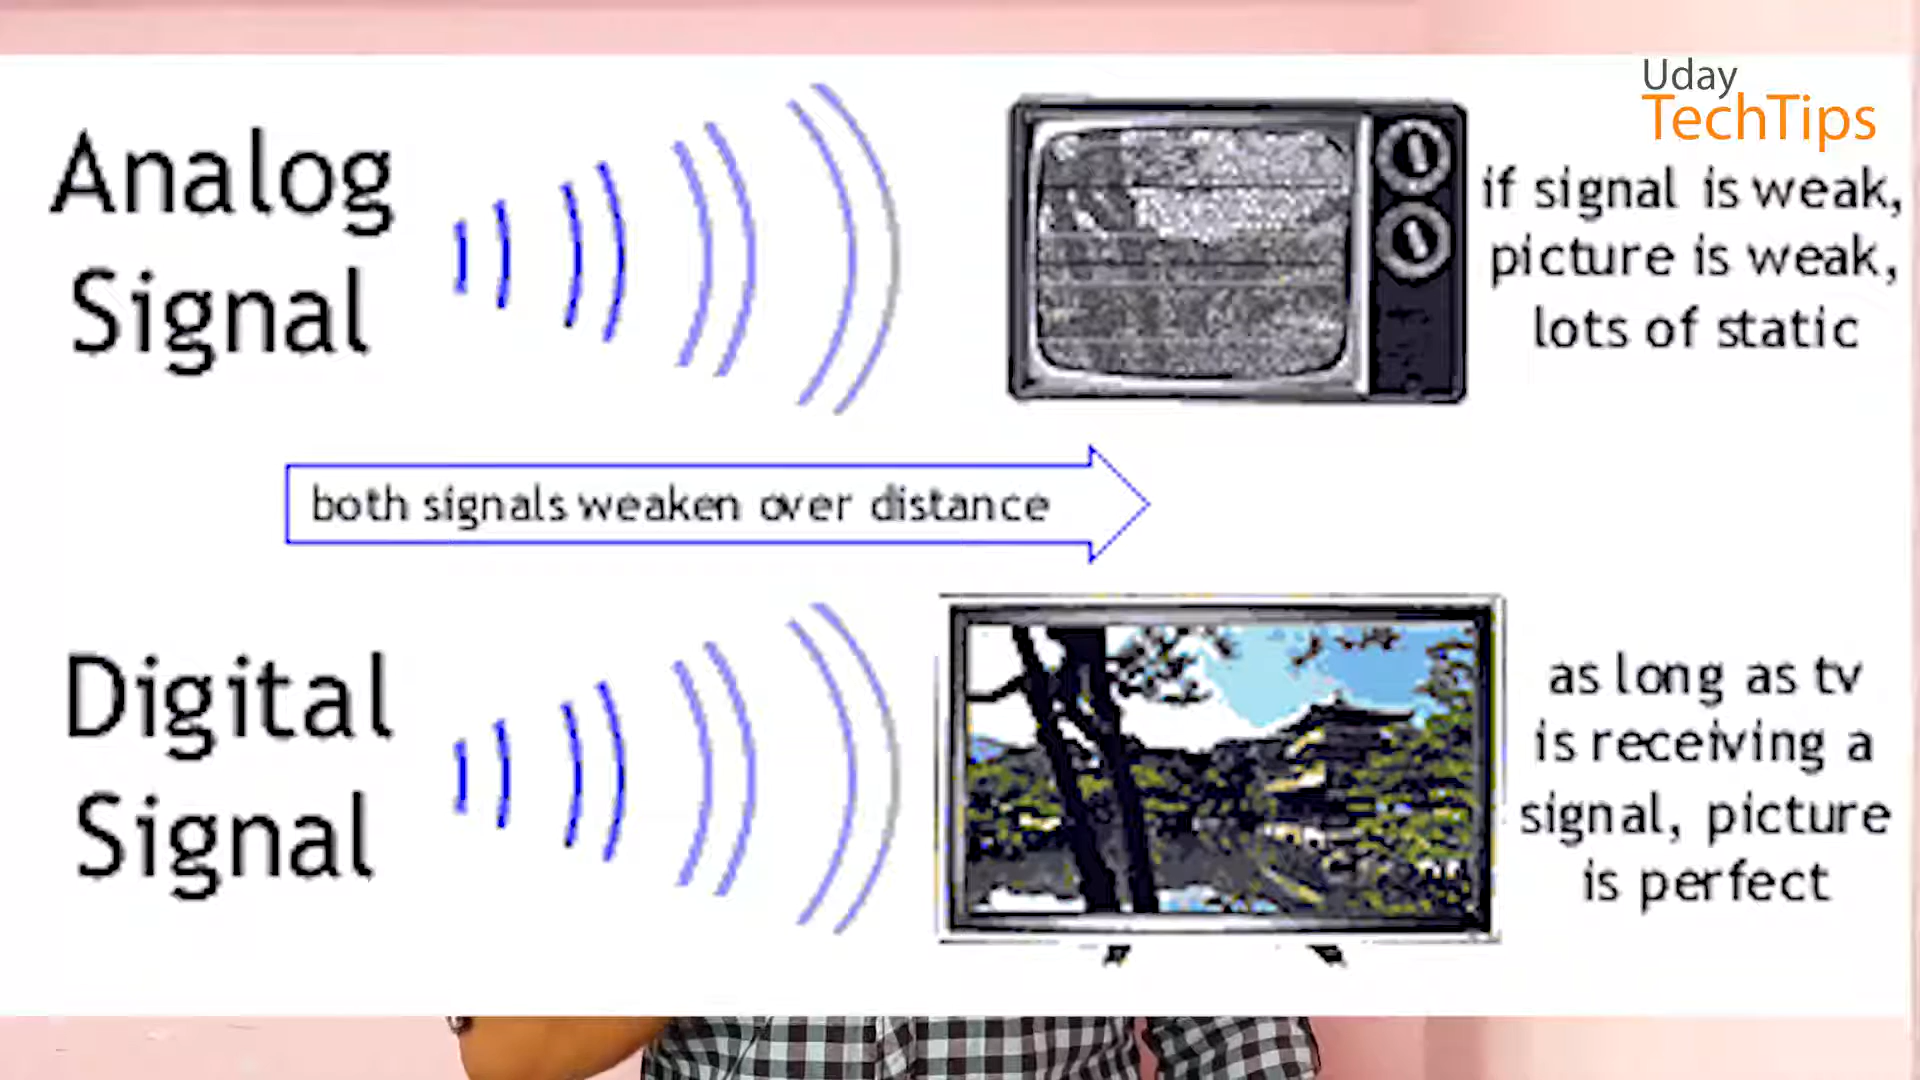 Uday
TechTips
Analog
Signal
if signal is weak,
picture is weak,
lots of static
both signals weaken over distance
Digital
Signal
as long as tv
is receiving a
signal, picture
is perfect